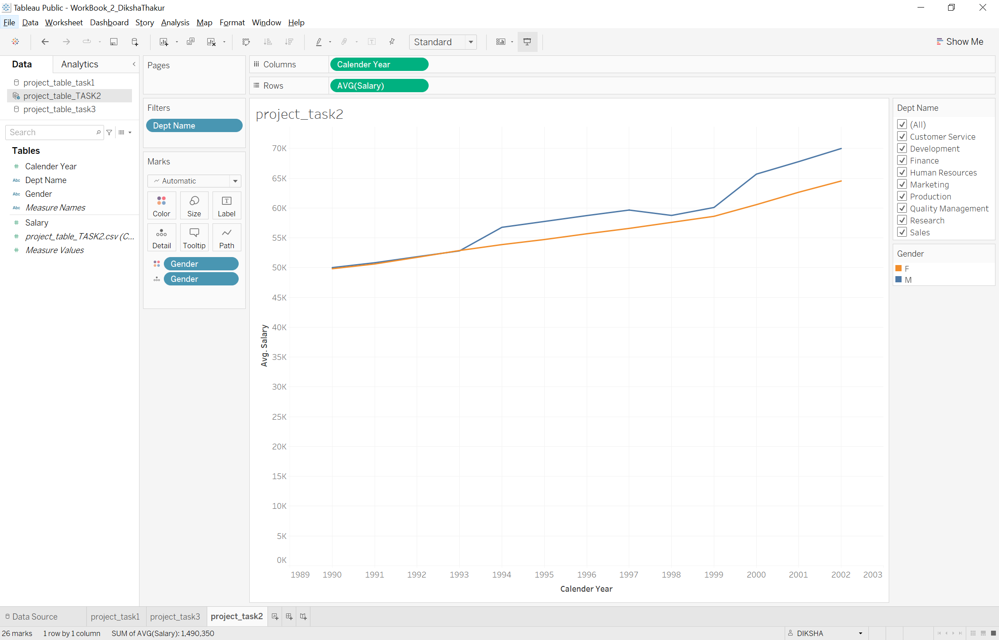 Tableau Public - WorkBook_2_DikshaThakur
File Data Worksheet Dashboard Story Analysis Map Format Window Help
Standard
Show Me
Data Analytics
project_table_task1
project_table_TASK2
project_table_task3
Search
Tables
# Calender Year
Abc Dept Name
Abc Gender
Abc Measure Names
# Salary
# project_table_TASK2.csv (C...
# Measure Values
Pages
Filters
Dept Name
Marks
Automatic
Color Size T Label
Detail Tooltip Path
Gender
Gender
Columns Calender Year
Rows AVG(Salary)
project_task2
70K
65K
60K
55K
50K
45K
40K
35K
30K
25K
20K
15K
10K
5K
0K
Avg. Salary
1989 1990 1991 1992 1993 1994 1995 1996 1997 1998 1999 2000 2001 2002 2003
Calender Year
Dept Name
(All)
Customer Service
Development
Finance
Human Resources
Marketing
Production
Quality Management
Research
Sales
Gender
F
M
Data Source project_task1 project_task3 project_task2
26 marks 1 row by 1 column SUM of AVG(Salary): 1,490,350 DIKSHA